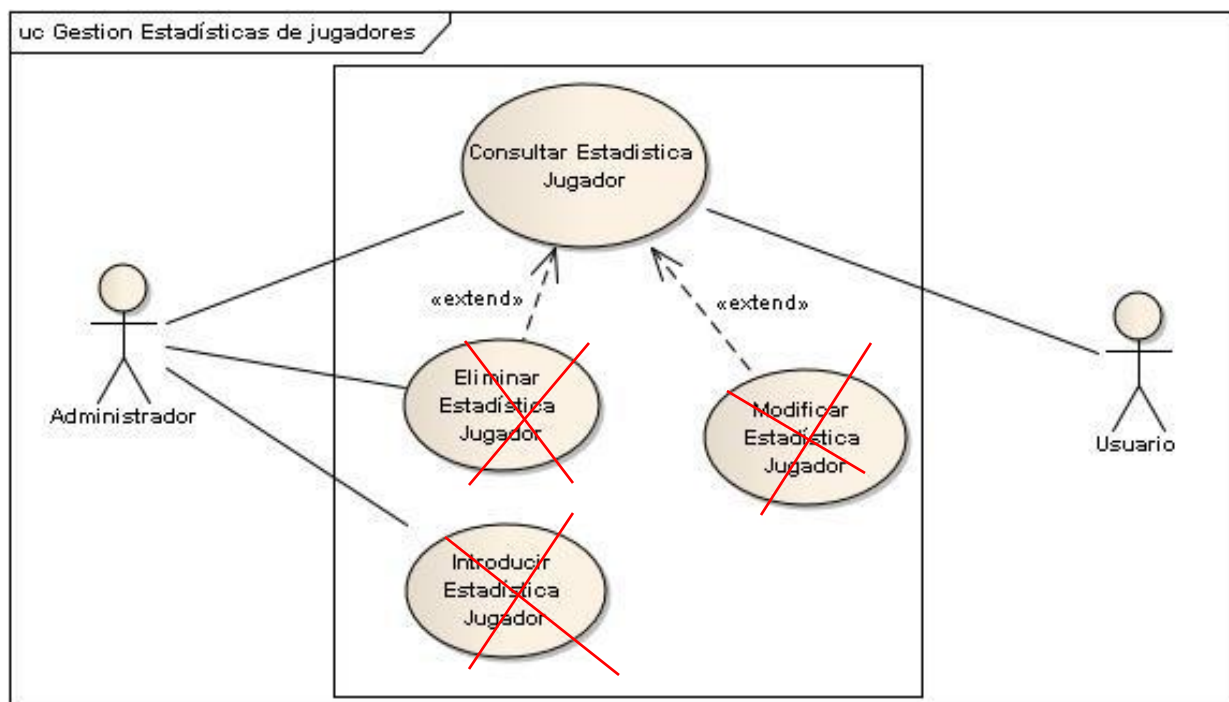 uc Gestion Estadísticas de jugadores
Consultar Estadistica
Jugador
«extend»
«extend»
Eliminar
Estadística
Jugador
Modificar
Estadística
Jugador
Administrador
Usuario
Introducir
Estadística
Jugador